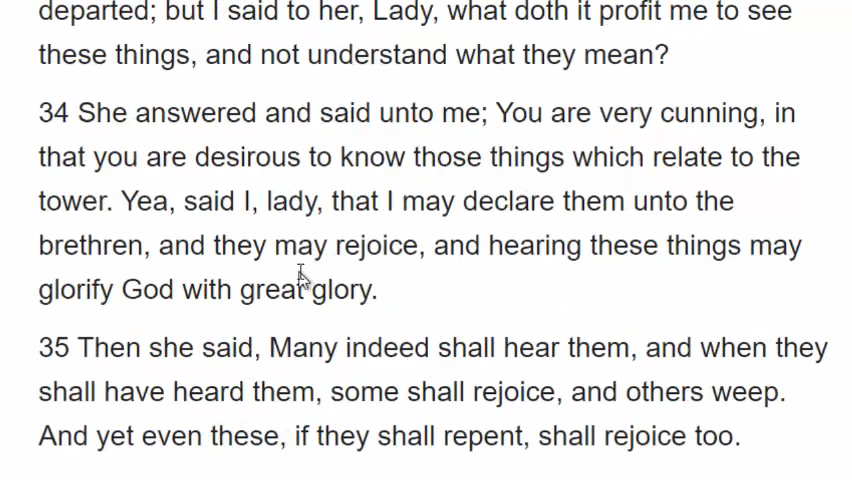 departed; but I said to her, Lady, what doth it profit me to see
these things, and not understand what they mean?
34 She answered and said unto me; You are very cunning, in
that you are desirous to know those things which relate to the
tower. Yea, said I, lady, that I may declare them unto the
brethren, and they may rejoice, and hearing these things may
glorify God with great glory.
35 Then she said, Many indeed shall hear them, and when they
shall have heard them, some shall rejoice, and others weep.
And yet even these, if they shall repent, shall rejoice too.